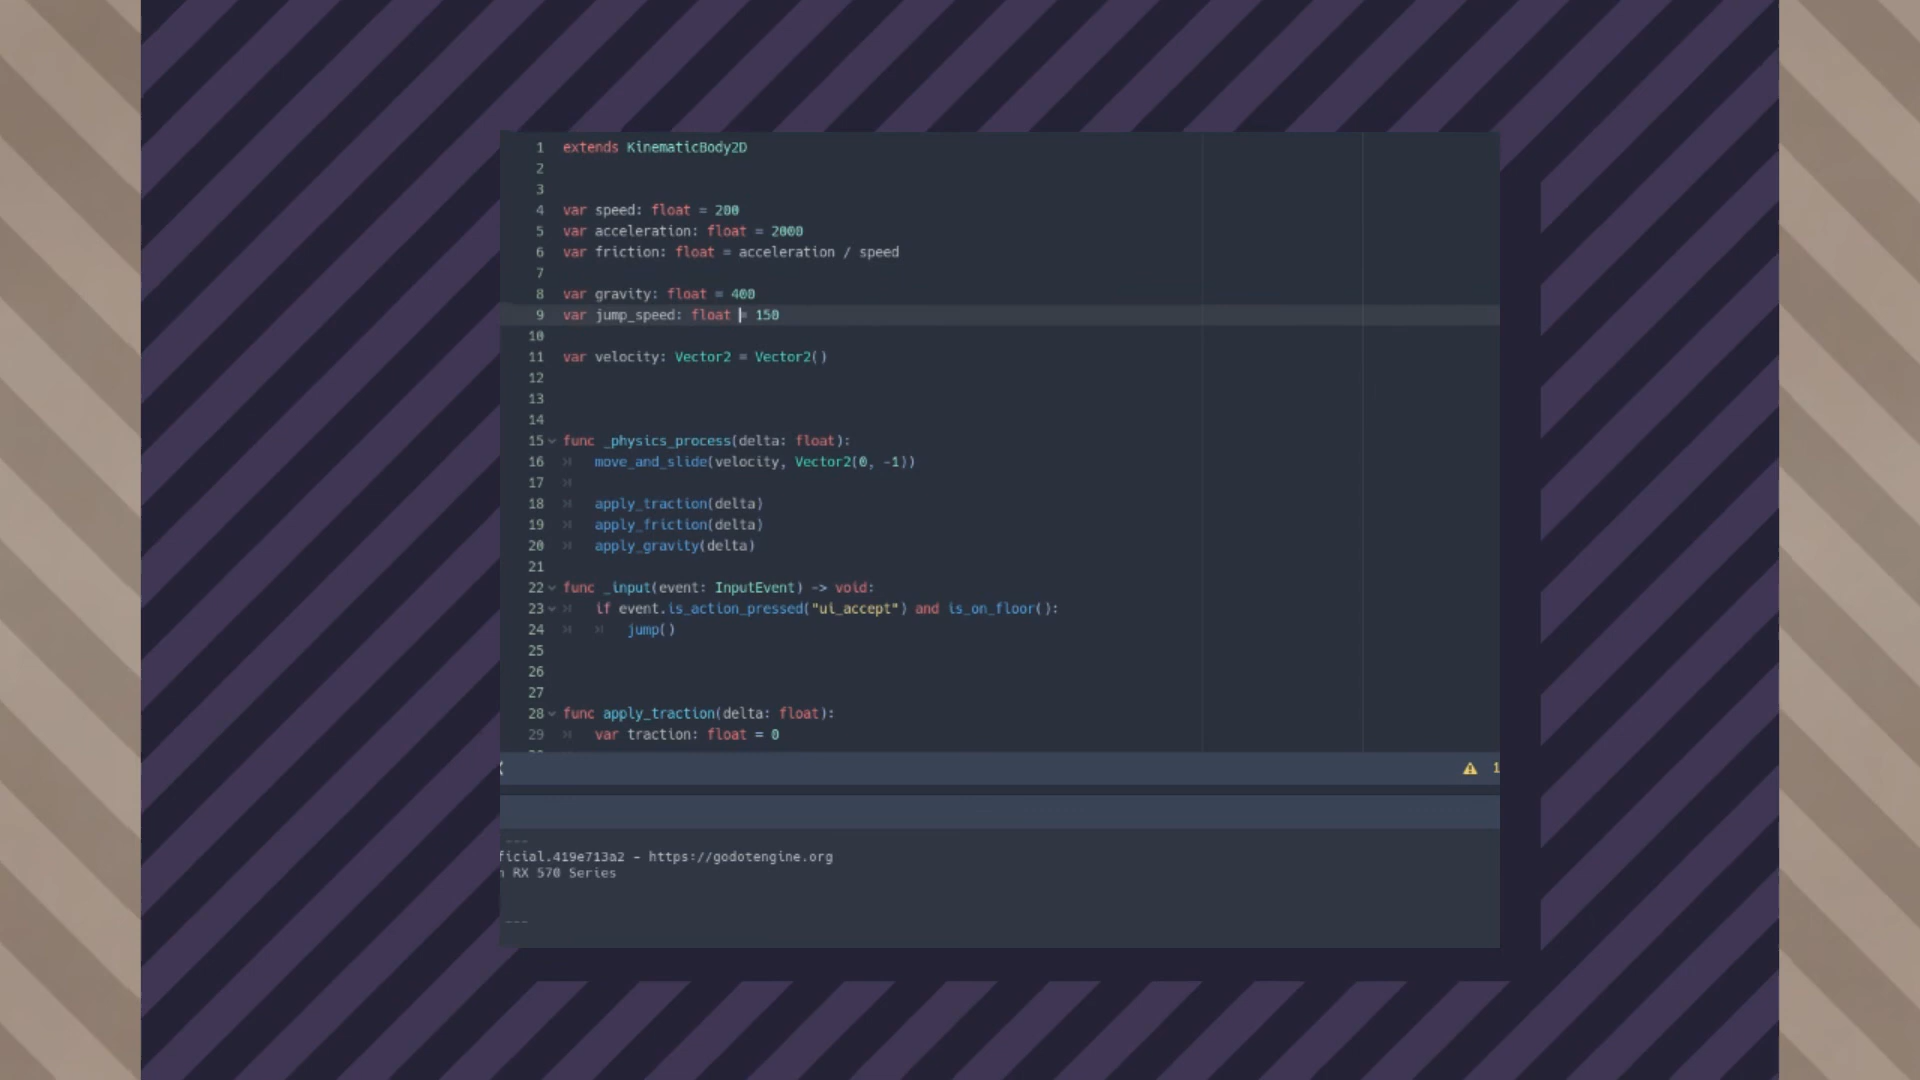 1 extends KinematicBody2D
2
3
4 var speed: float = 200
5 var acceleration: float = 2000
6 var friction: float = acceleration / speed
7
8 var gravity: float = 400
9 var jump_speed: float = 150
10
11 var velocity: Vector2 = Vector2()
12
13
14
15 func _physics_process(delta: float):
16 move_and_slide(velocity, Vector2(0, -1))
17
18 apply_traction(delta)
19 apply_friction(delta)
20 apply_gravity(delta)
21
22 func _input(event: InputEvent) -> void:
23 if event.is_action_pressed("ui_accept") and is_on_floor():
24 jump()
25
26
27
28 func apply_traction(delta: float):
29 var traction: float = 0
1
---
ficial.419e713a2 - https://godotengine.org
RX 570 Series
---